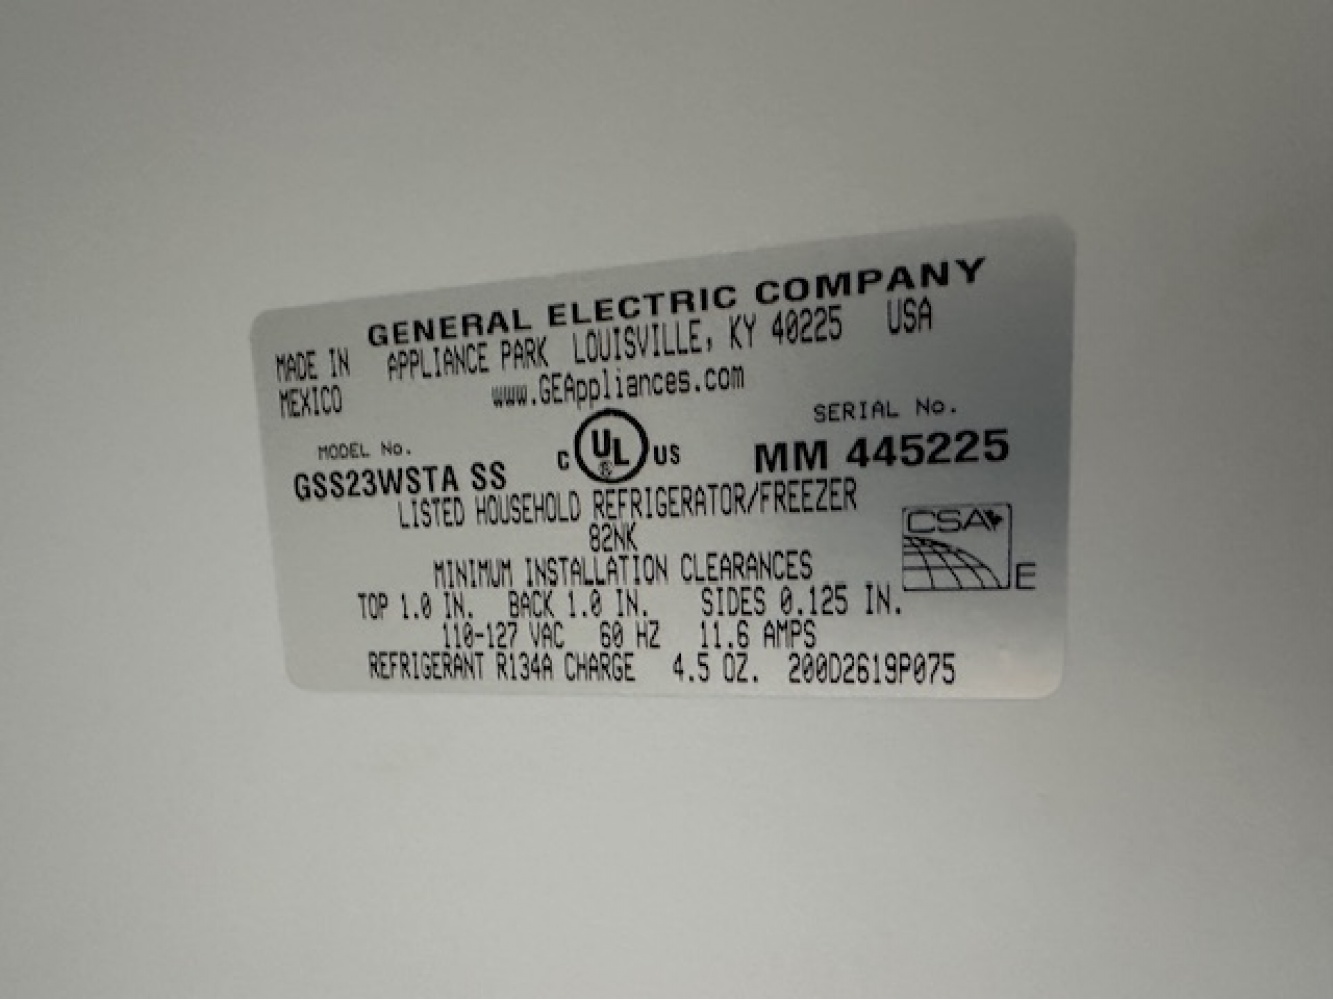 GENERAL ELECTRIC COMPANY
MADE IN APPLIANCE PARK LOUISVILLE, KY 40225 USA
MEXICO www.GEAppliances.com
MODEL No. SERIAL No.
GSS23WSTA SS C UL ® US MM 445225
LISTED HOUSEHOLD REFRIGERATOR/FREEZER
82NK
CSA
MINIMUM INSTALLATION CLEARANCES E
TOP 1.0 IN. BACK 1.0 IN. SIDES 0.125 IN.
110-127 VAC 60 HZ 11.6 AMPS
REFRIGERANT R134A CHARGE 4.5 OZ. 200D2619P075